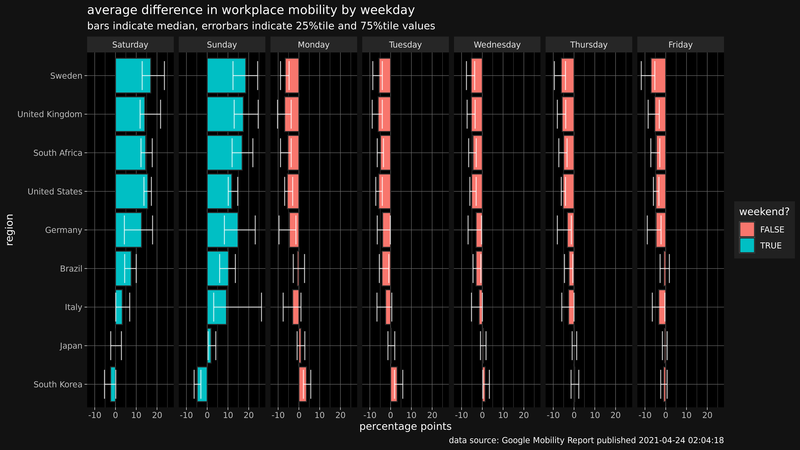 average difference in workplace mobility by weekday
bars indicate median, errorbars indicate 25%tile and 75%tile values
Saturday Sunday Monday Tuesday Wednesday Thursday Friday
Sweden
United Kingdom
South Africa
United States
Germany
Brazil
Italy
Japan
South Korea
region
-10 0 10 20 -10 0 10 20 -10 0 10 20 -10 0 10 20 -10 0 10 20 -10 0 10 20 -10 0 10 20
percentage points
weekend?
FALSE
TRUE
data source: Google Mobility Report published 2021-04-24 02:04:18